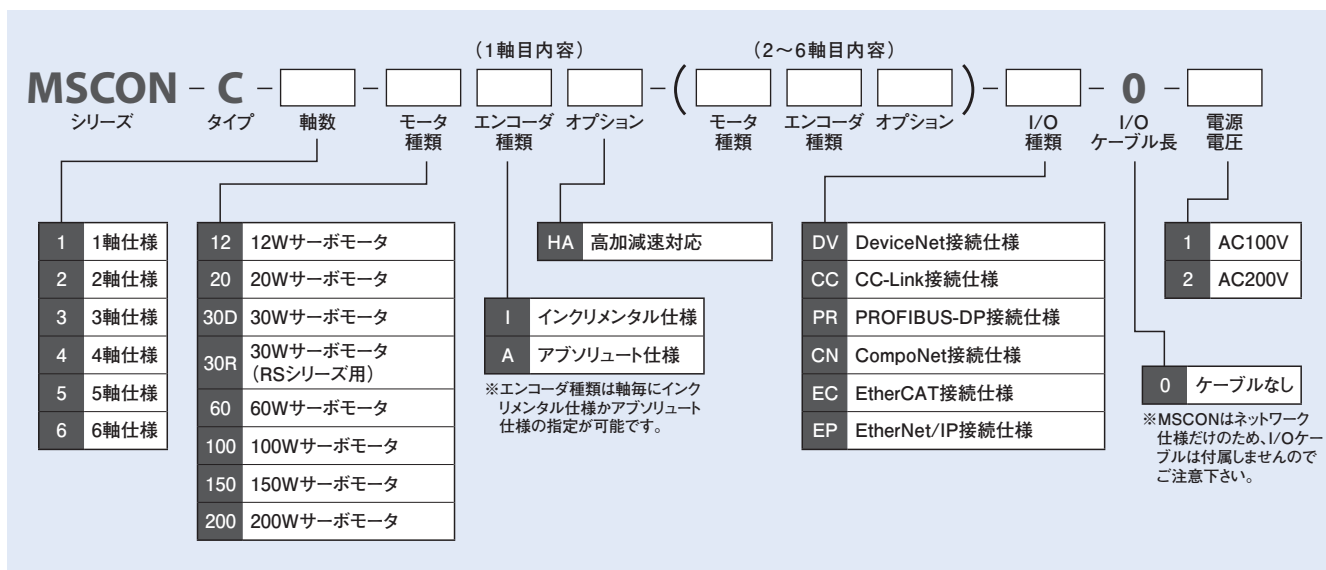 (1軸目内容)
(2〜6軸目内容)
MSCON - C - - - ( ) - - 0 -
シリーズ
タイプ
軸数
モータ
種類
エンコーダ
種類
オプション
モータ
種類
エンコーダ
種類
オプション
I/O
種類
I/O
ケーブル長
電源
電圧
1 1軸仕様
2 2軸仕様
3 3軸仕様
4 4軸仕様
5 5軸仕様
6 6軸仕様
12 12Wサーボモータ
20 20Wサーボモータ
30D 30Wサーボモータ
30R 30Wサーボモータ
(RSシリーズ用)
60 60Wサーボモータ
100 100Wサーボモータ
150 150Wサーボモータ
200 200Wサーボモータ
HA 高加減速対応
I インクリメンタル仕様
A アブソリュート仕様
※エンコーダ種類は軸毎にインク
リメンタル仕様かアブソリュート
仕様の指定が可能です。
DV DeviceNet接続仕様
CC CC-Link接続仕様
PR PROFIBUS-DP接続仕様
CN CompoNet接続仕様
EC EtherCAT接続仕様
EP EtherNet/IP接続仕様
1 AC100V
2 AC200V
0 ケーブルなし
※MSCONはネットワーク
仕様だけのため、I/Oケー
ブルは付属しませんので
ご注意下さい。